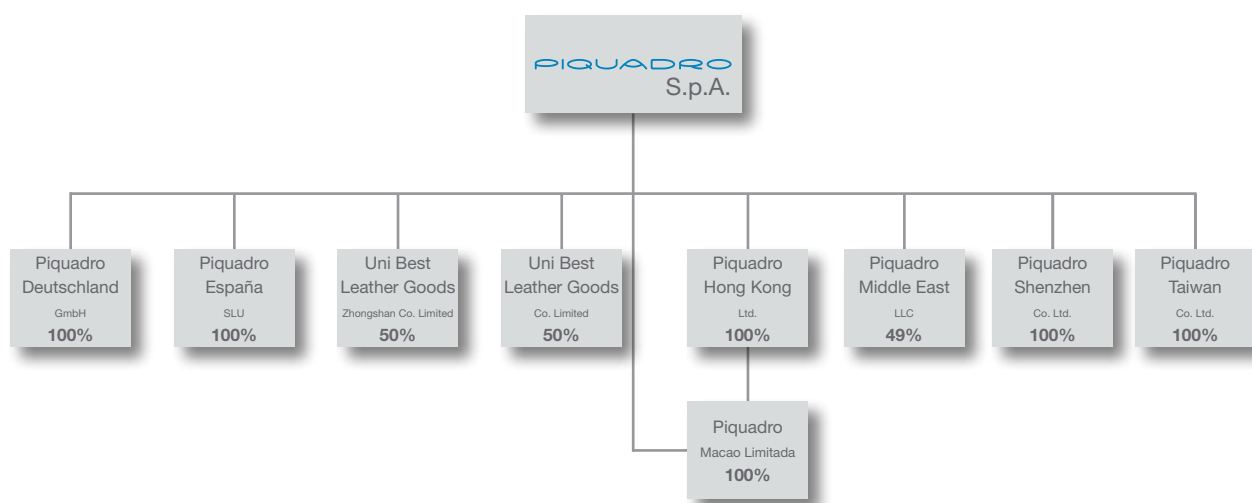 PIQUADRO
S.p.A.
Piquadro
Deutschland
GmbH
100%
Piquadro
España
SLU
100%
Uni Best
Leather Goods
Zhongshan Co. Limited
50%
Uni Best
Leather Goods
Co. Limited
50%
Piquadro
Hong Kong
Ltd.
100%
Piquadro
Middle East
LLC
49%
Piquadro
Shenzhen
Co. Ltd.
100%
Piquadro
Taiwan
Co. Ltd.
100%
Piquadro
Macao Limitada
100%